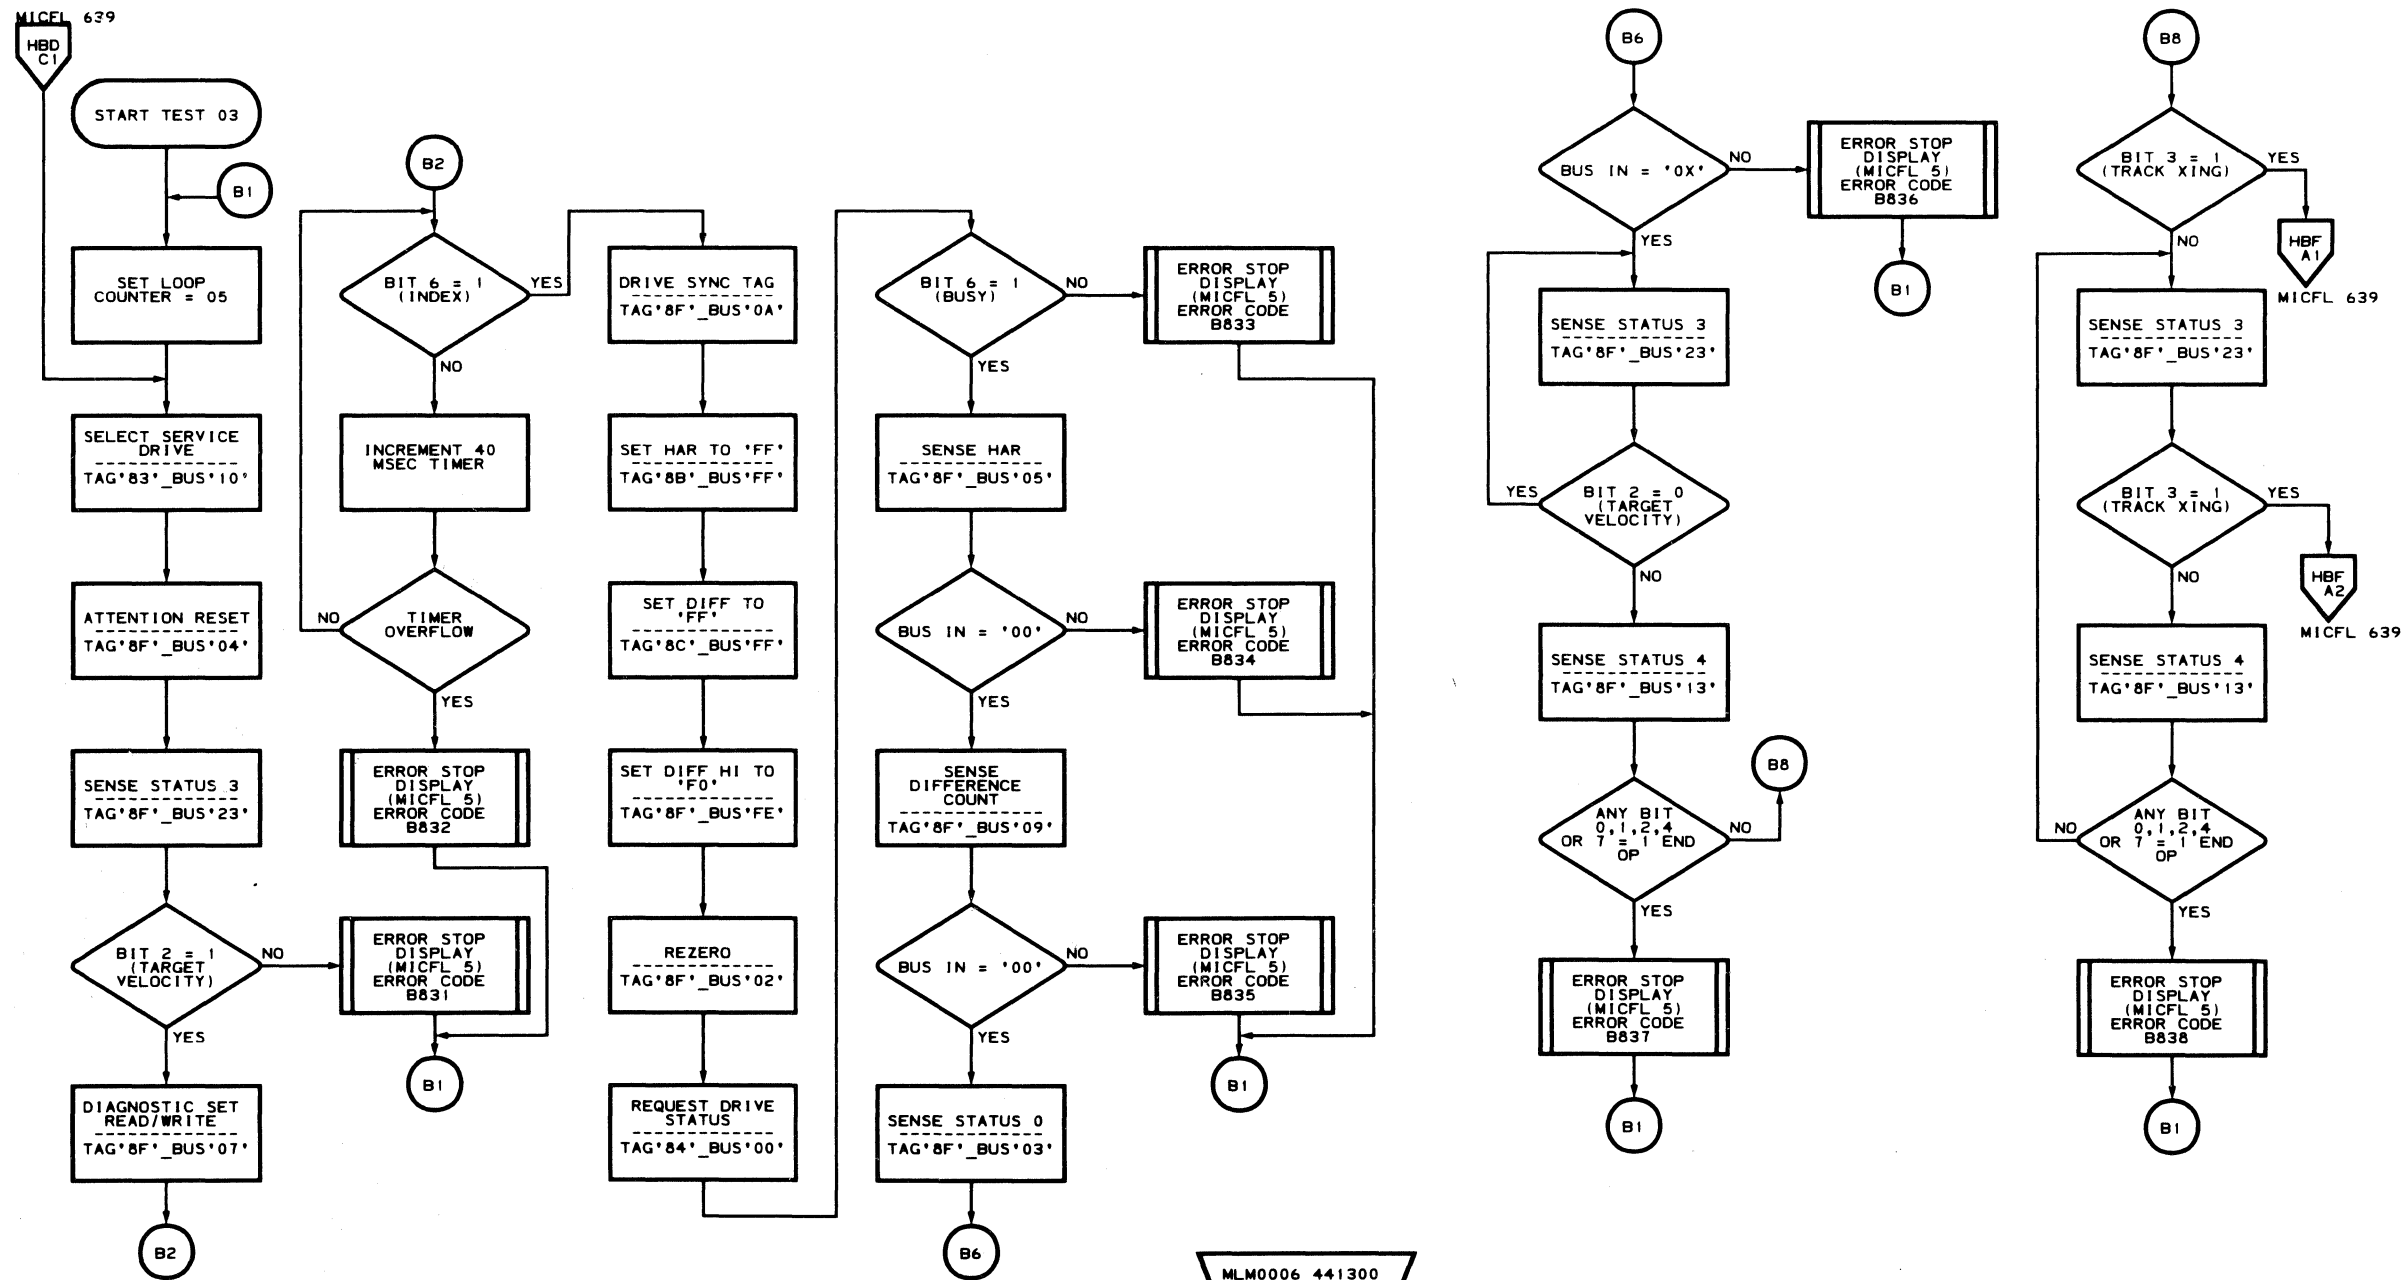 MICFL 639
HBD
C1
START TEST 03
B1
SET LOOP
COUNTER = 05
SELECT SERVICE
DRIVE
TAG'83'_BUS'10'
ATTENTION RESET
TAG'8F'_BUS'04'
SENSE STATUS 3
TAG'8F'_BUS'23'
BIT 2 = 1
(TARGET
VELOCITY)
NO
YES
DIAGNOSTIC SET
READ/WRITE
TAG'8F'_BUS'07'
B2
B2
BIT 6 = 1
(INDEX)
YES
NO
INCREMENT 40
MSEC TIMER
TIMER
OVERFLOW
NO
YES
ERROR STOP
DISPLAY
(MICFL 5)
ERROR CODE
B832
ERROR STOP
DISPLAY
(MICFL 5)
ERROR CODE
B831
B1
DRIVE SYNC TAG
TAG'8F'_BUS'0A'
SET HAR TO 'FF'
TAG'8B'_BUS'FF'
SET DIFF TO
'FF'
TAG'8C'_BUS'FF'
SET DIFF HI TO
'F0'
TAG'8F'_BUS'FE'
REZERO
TAG'8F'_BUS'02'
REQUEST DRIVE
STATUS
TAG'84'_BUS'00'
BIT 6 = 1
(BUSY)
NO
YES
ERROR STOP
DISPLAY
(MICFL 5)
ERROR CODE
B833
SENSE HAR
TAG'8F'_BUS'05'
BUS IN = '00'
NO
YES
ERROR STOP
DISPLAY
(MICFL 5)
ERROR CODE
B834
SENSE
DIFFERENCE
COUNT
TAG'8F'_BUS'09'
BUS IN = '00'
NO
YES
ERROR STOP
DISPLAY
(MICFL 5)
ERROR CODE
B835
B1
SENSE STATUS 0
TAG'8F'_BUS'03'
B6
B6
BUS IN = '0X'
NO
YES
ERROR STOP
DISPLAY
(MICFL 5)
ERROR CODE
B836
B1
SENSE STATUS 3
TAG'8F'_BUS'23'
YES
BIT 2 = 0
(TARGET
VELOCITY)
NO
SENSE STATUS 4
TAG'8F'_BUS'13'
B8
ANY BIT
0,1,2,4
OR 7 = 1 END
OP
NO
YES
ERROR STOP
DISPLAY
(MICFL 5)
ERROR CODE
B837
B1
B8
BIT 3 = 1
(TRACK XING)
YES
NO
HBF
A1
MICFL 639
SENSE STATUS 3
TAG'8F'_BUS'23'
BIT 3 = 1
(TRACK XING)
YES
NO
HBF
A2
MICFL 639
SENSE STATUS 4
TAG'8F'_BUS'13'
ANY BIT
0,1,2,4
OR 7 = 1 END
OP
NO
YES
ERROR STOP
DISPLAY
(MICFL 5)
ERROR CODE
B838
B1
MLM0006 441300